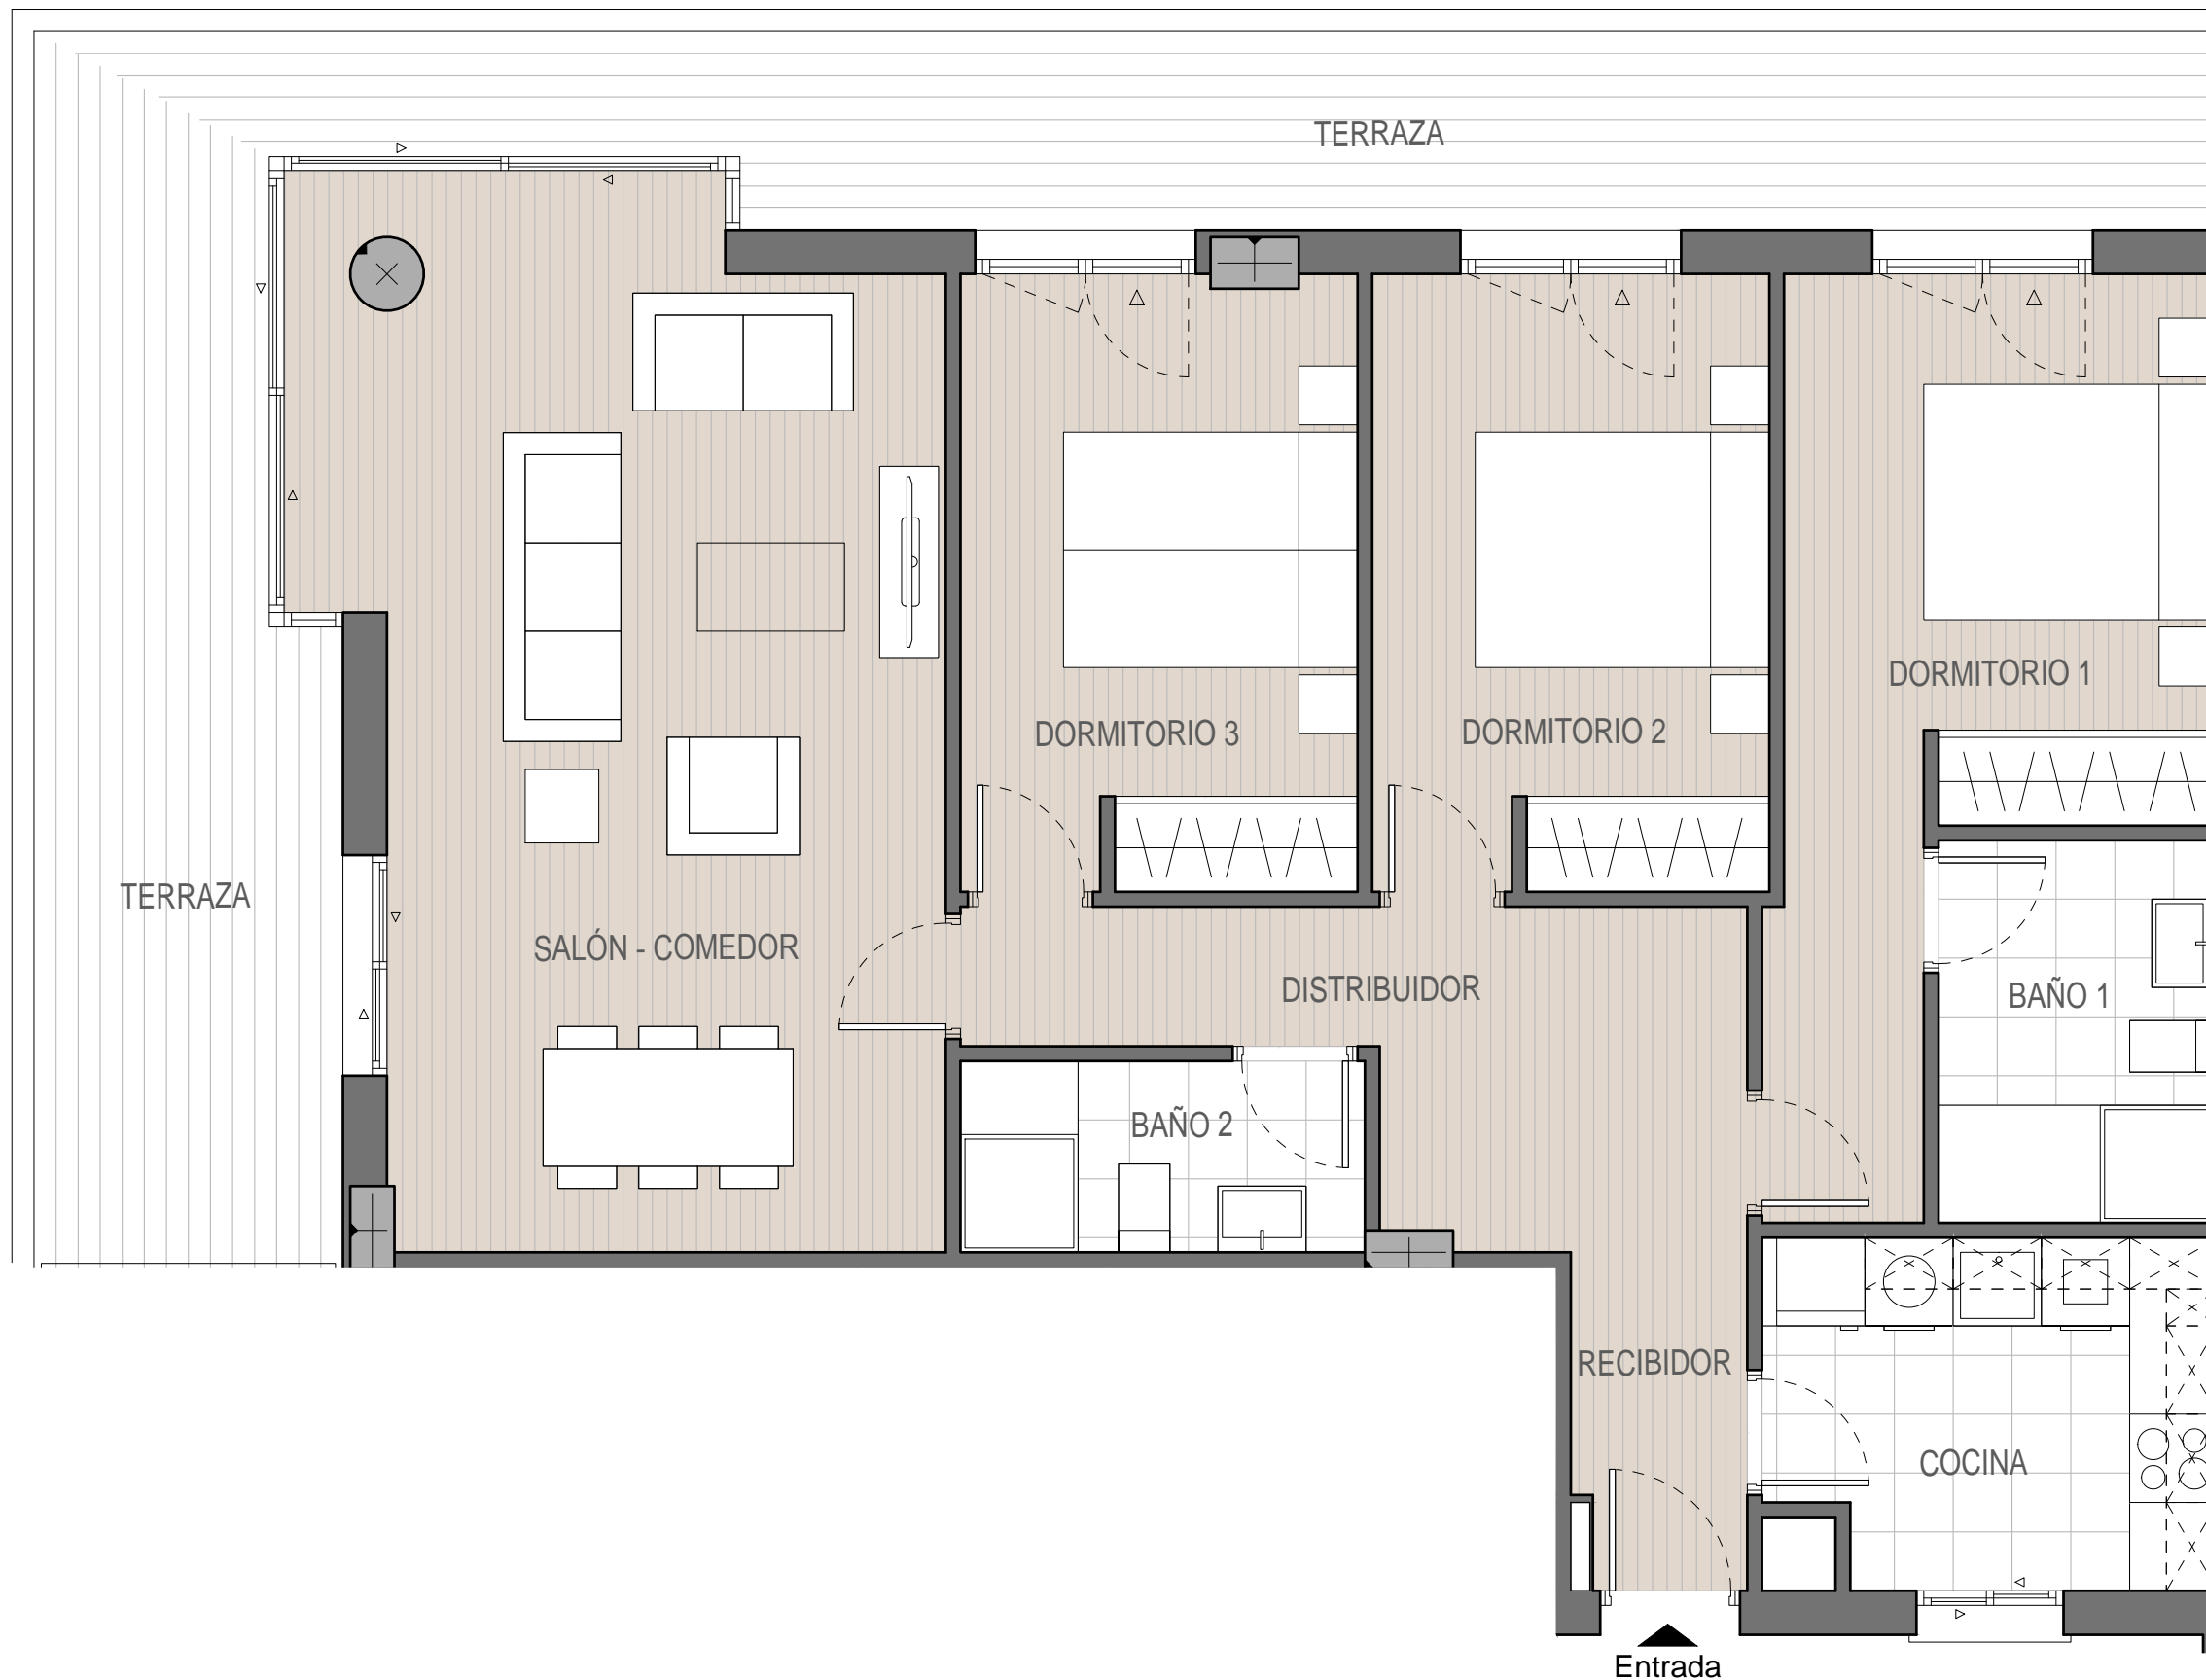 TERRAZA
DORMITORIO 1
DORMITORIO 3
DORMITORIO 2
TERRAZA
SALÓN - COMEDOR
DISTRIBUIDOR
BAÑO 1
BAÑO 2
RECIBIDOR
COCINA
Entrada